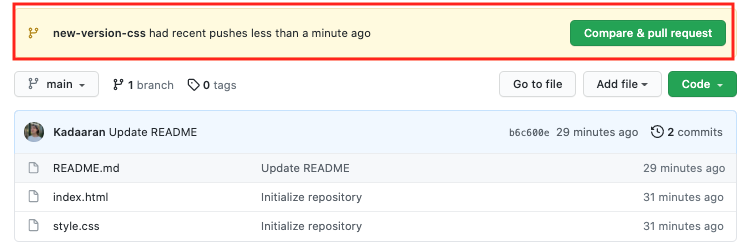 new-version-css had recent pushes less than a minute ago Compare & pull request
main 1 branch 0 tags Go to file Add file Code
Kadaaran Update README b6c600e 29 minutes ago 2 commits
README.md Update README 29 minutes ago
index.html Initialize repository 31 minutes ago
style.css Initialize repository 31 minutes ago